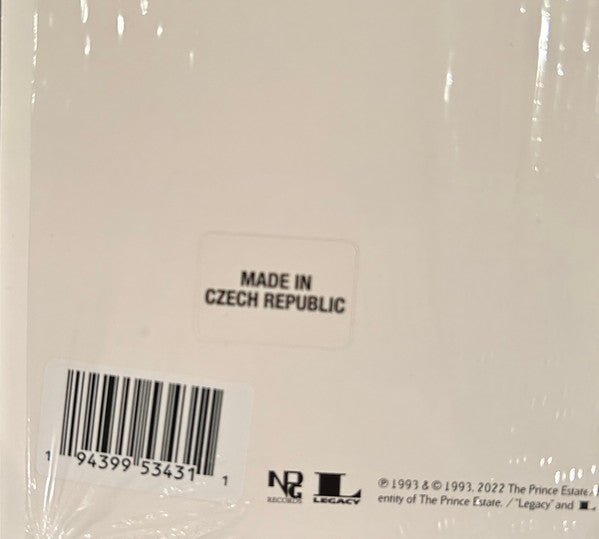 MADE IN
CZECH REPUBLIC
1 94399 53431 1
NPG
RECORDS
LEGACY
℗ 1993 & © 1993, 2022 The Prince Estate
entity of The Prince Estate. / "Legacy" and L